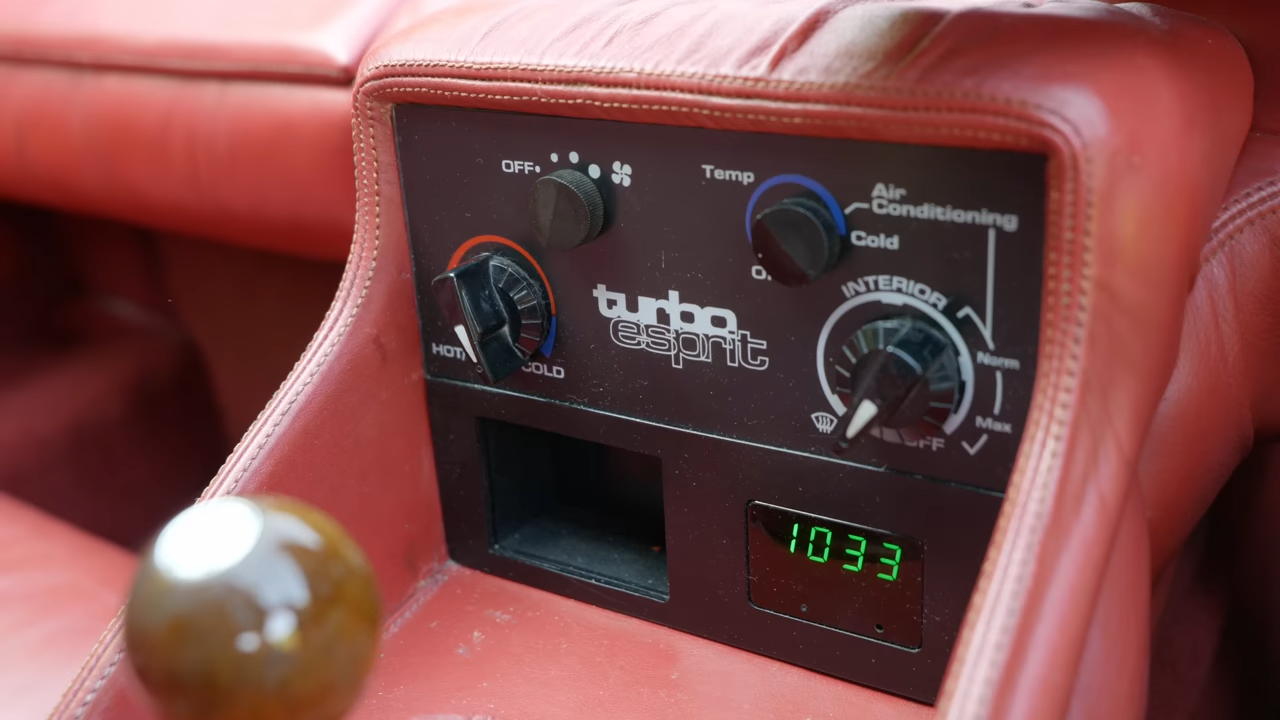 OFF
Temp
Air
Conditioning
Cold
INTERIOR
turbo
esprit
HOT
COLD
Norm
Max
1033